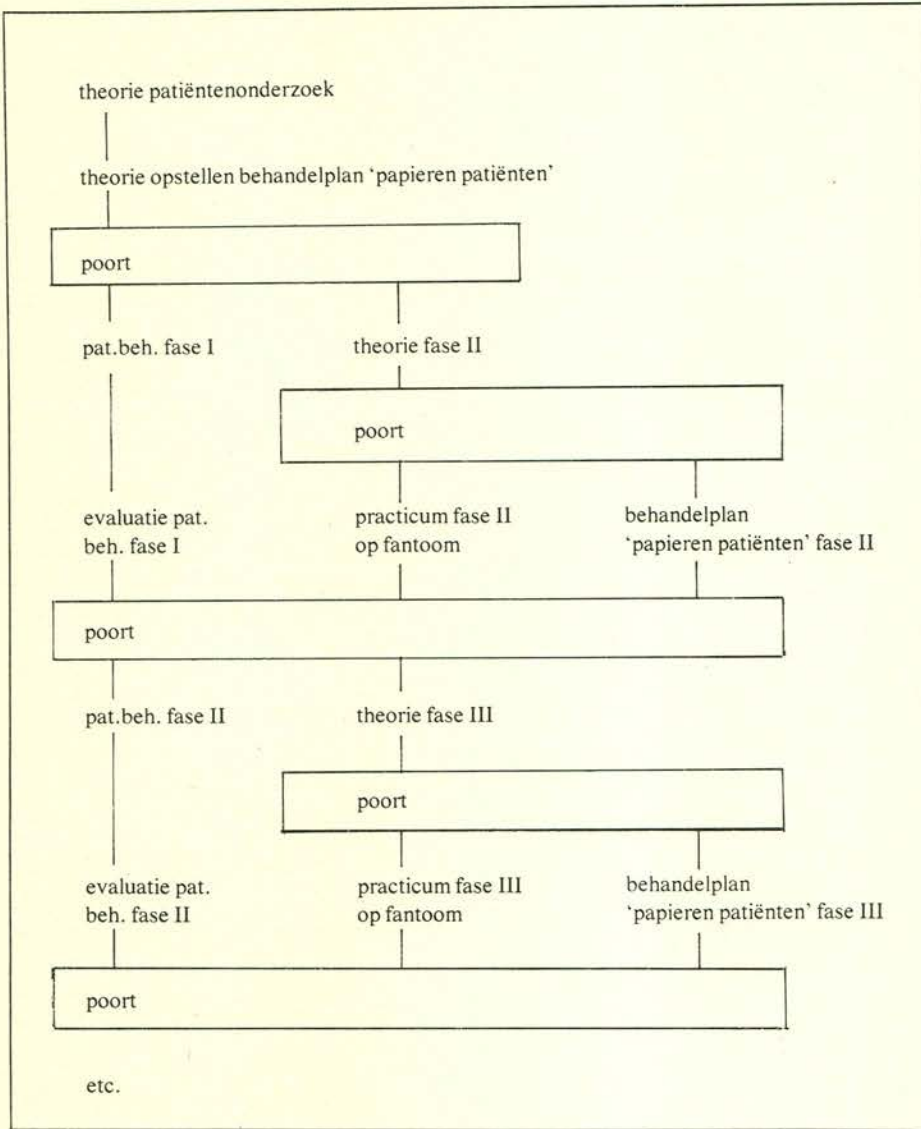 theorie patiëntenonderzoek
theorie opstellen behandelplan ‘papieren patiënten’
poort
pat.beh. fase I
theorie fase II
poort
evaluatie pat.
beh. fase I
practicum fase II
op fantoom
behandelplan
‘papieren patiënten’ fase II
poort
pat.beh. fase II
theorie fase III
poort
evaluatie pat.
beh. fase II
practicum fase III
op fantoom
behandelplan
‘papieren patiënten’ fase III
poort
etc.